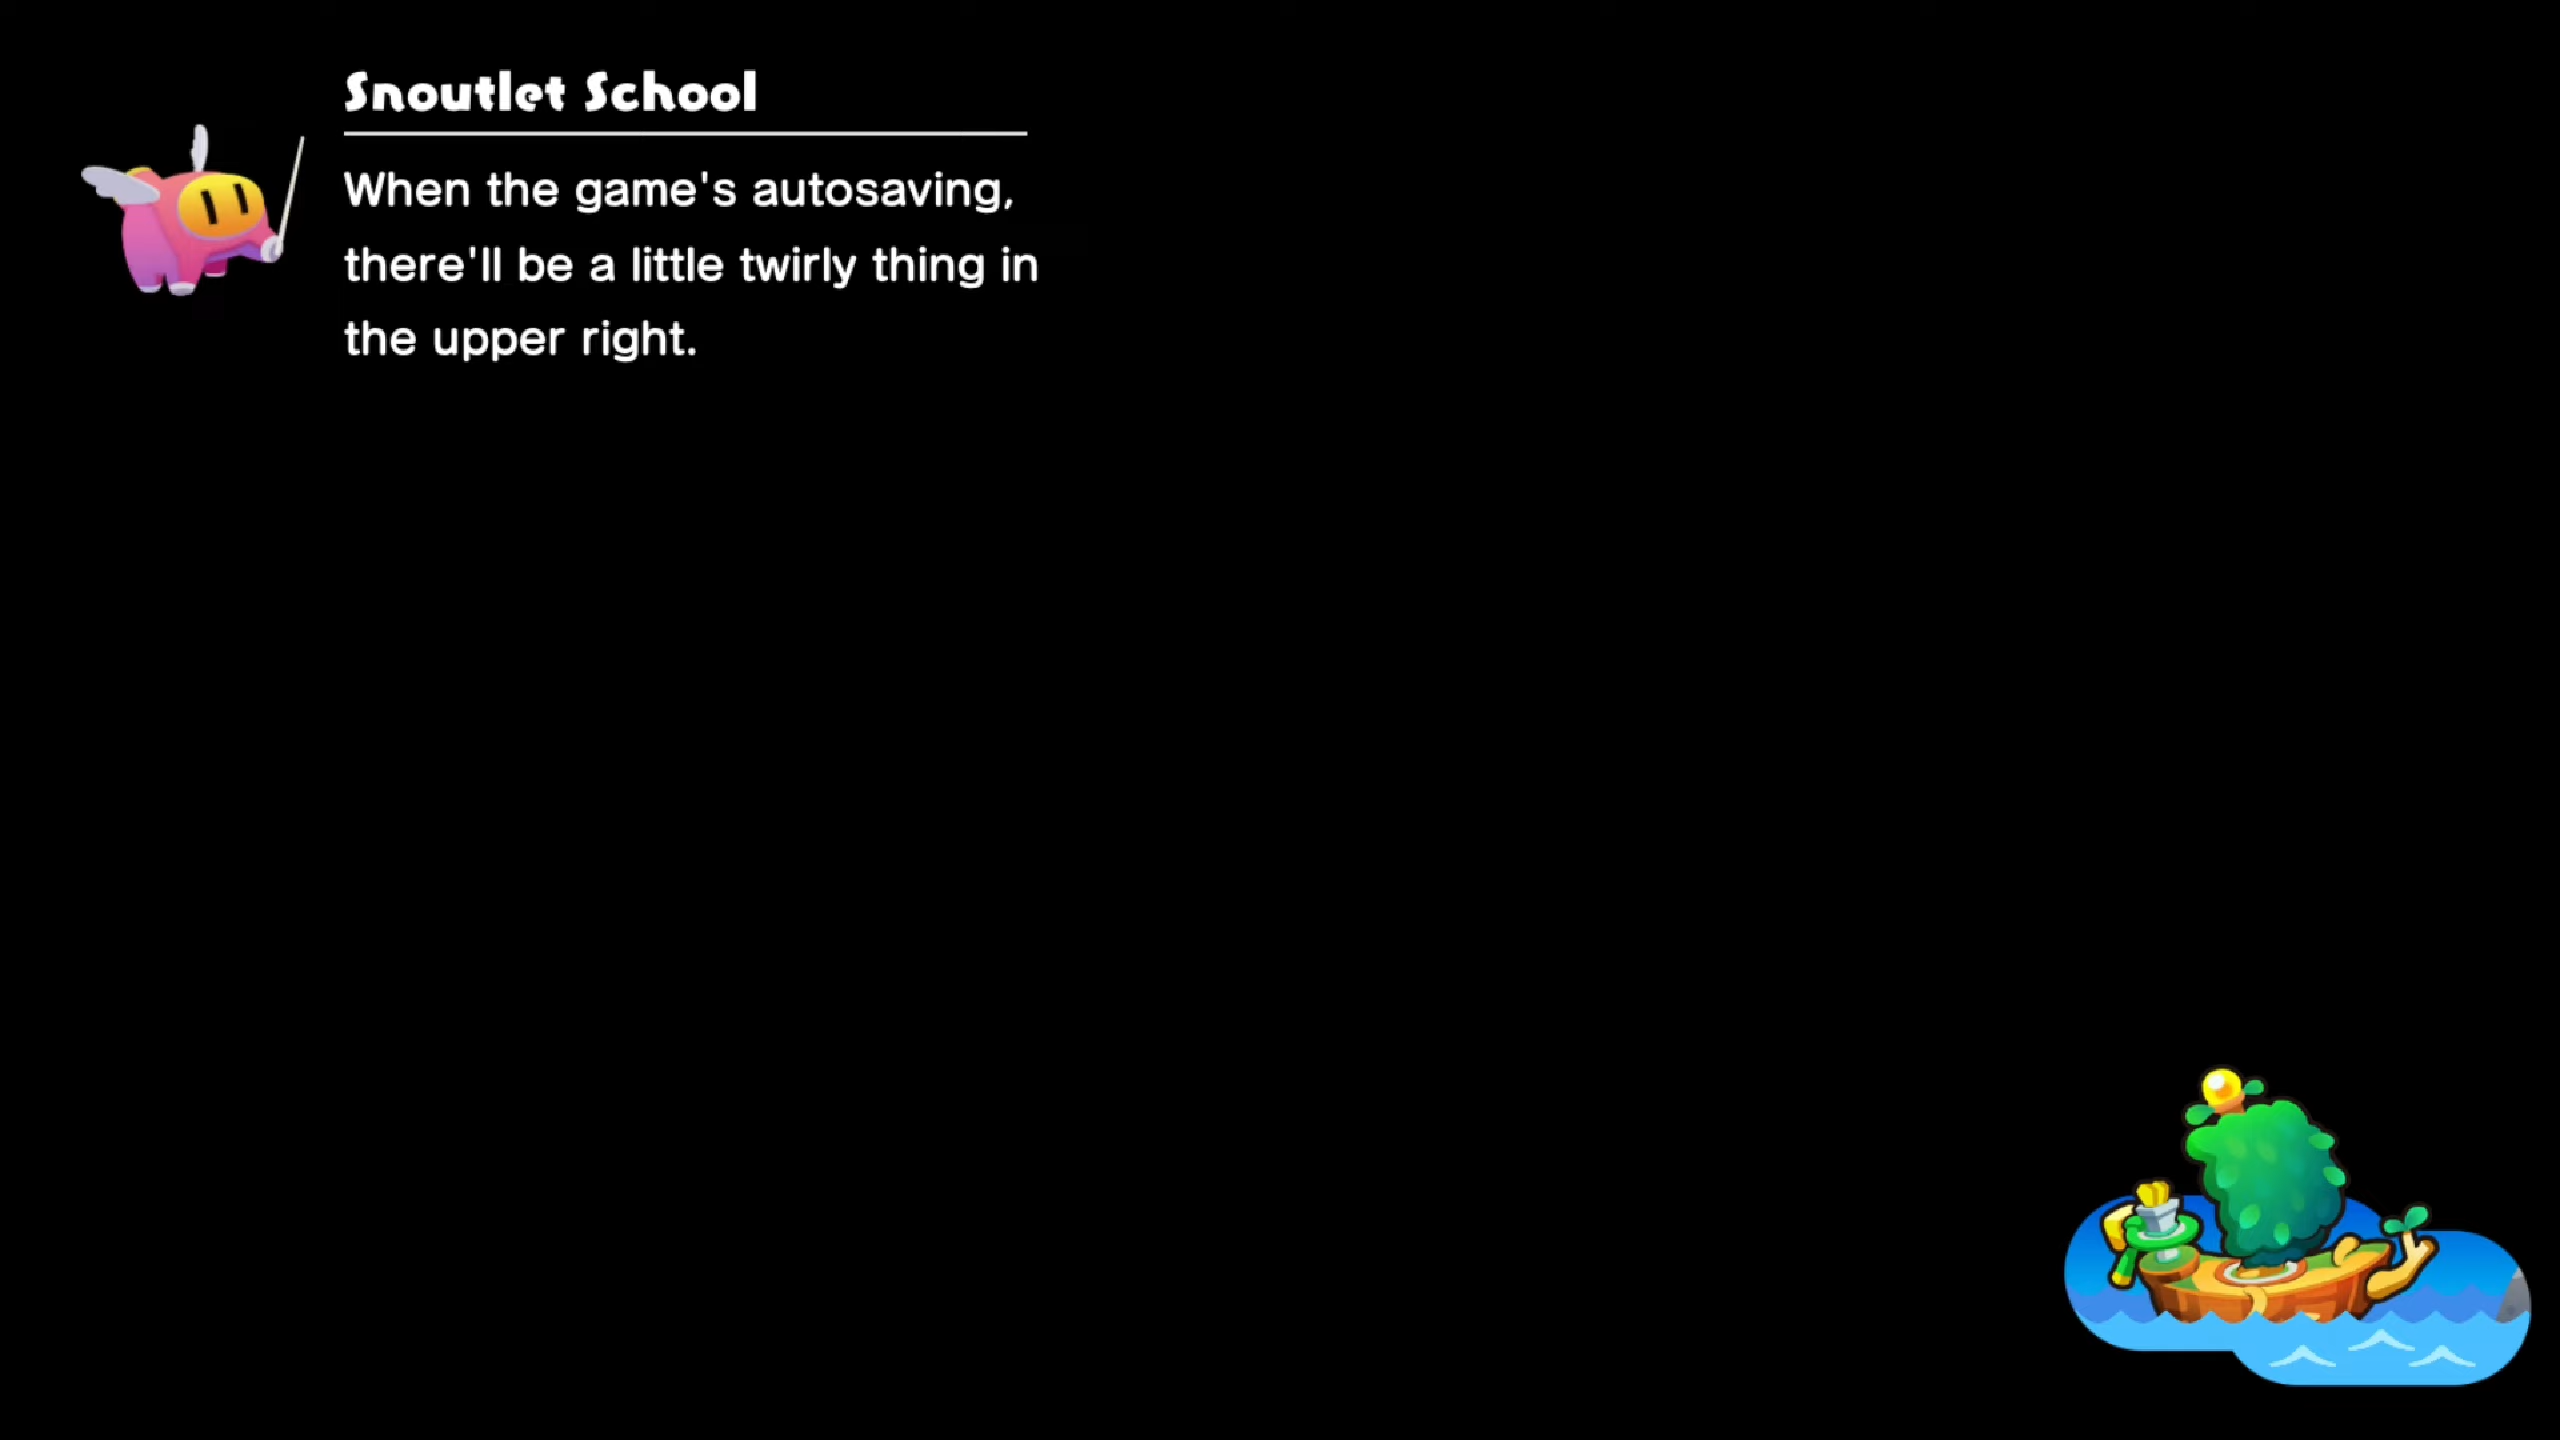 Snoutlet School
When the game's autosaving,
there'll be a little twirly thing in
the upper right.